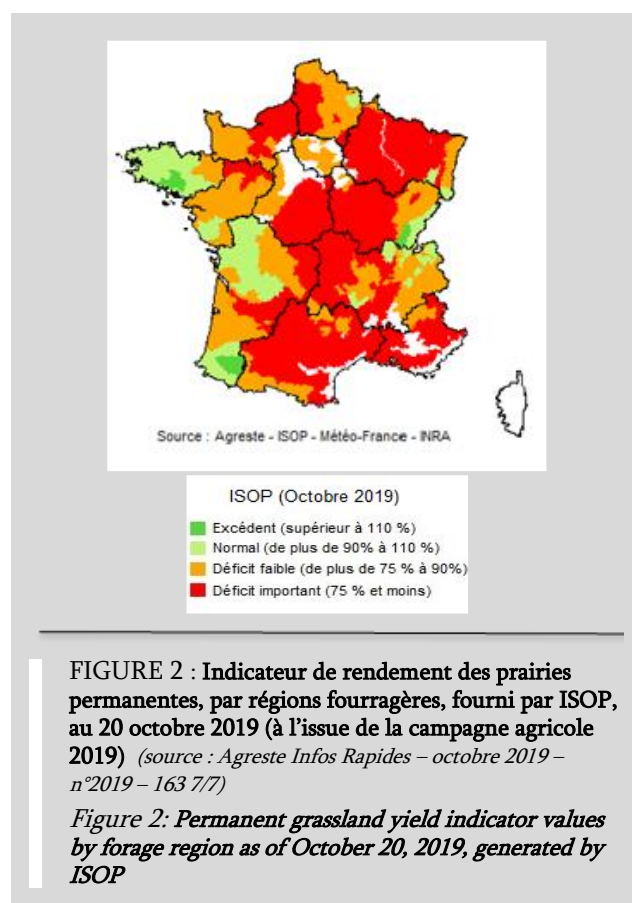 Source : Agreste - ISOP - Météo-France - INRA
ISOP (Octobre 2019)
Excédent (supérieur à 110 %)
Normal (de plus de 90% à 110 %)
Déficit faible (de plus de 75 % à 90%)
Déficit important (75 % et moins)
FIGURE 2 : Indicateur de rendement des prairies
permanentes, par régions fourragères, fourni par ISOP,
au 20 octobre 2019 (à l'issue de la campagne agricole
2019) (source : Agreste Infos Rapides – octobre 2019 –
n°2019 – 163 7/7)
Figure 2: Permanent grassland yield indicator values
by forage region as of October 20, 2019, generated by
ISOP